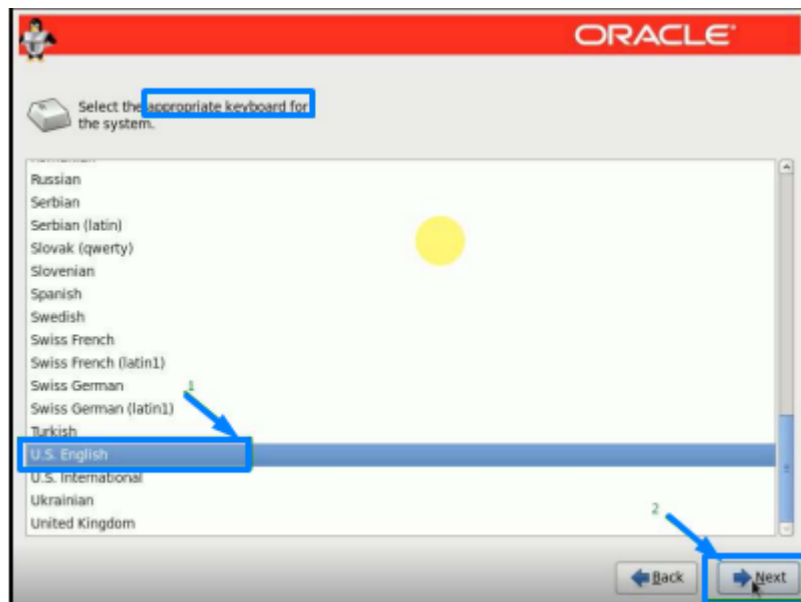 ORACLE
Select the appropriate keyboard for
the system.
Russian
Serbian
Serbian (latin)
Slovak (qwerty)
Slovenian
Spanish
Swedish
Swiss French
Swiss French (latin1)
Swiss German
1
Swiss German (latin1)
Turkish
U.S. English
U.S. International
Ukrainian
2
United Kingdom
Back
Next